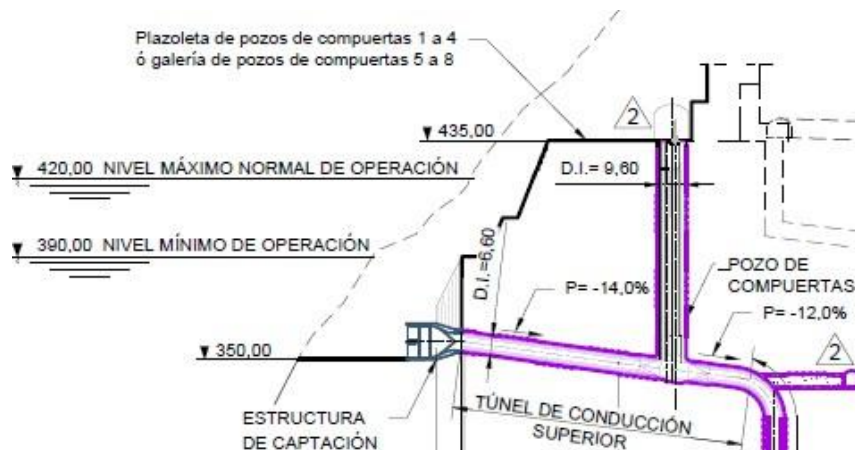 Plazoleta de pozos de compuertas 1 a 4
ó galería de pozos de compuertas 5 a 8
2
435,00
420,00 NIVEL MÁXIMO NORMAL DE OPERACIÓN
D.I.= 9,60
390,00 NIVEL MÍNIMO DE OPERACIÓN
D.I.=6,60
POZO DE
COMPUERTAS
P= -14,0%
P= -12,0%
2
350,00
ESTRUCTURA
DE CAPTACIÓN
TÚNEL DE CONDUCCIÓN
SUPERIOR